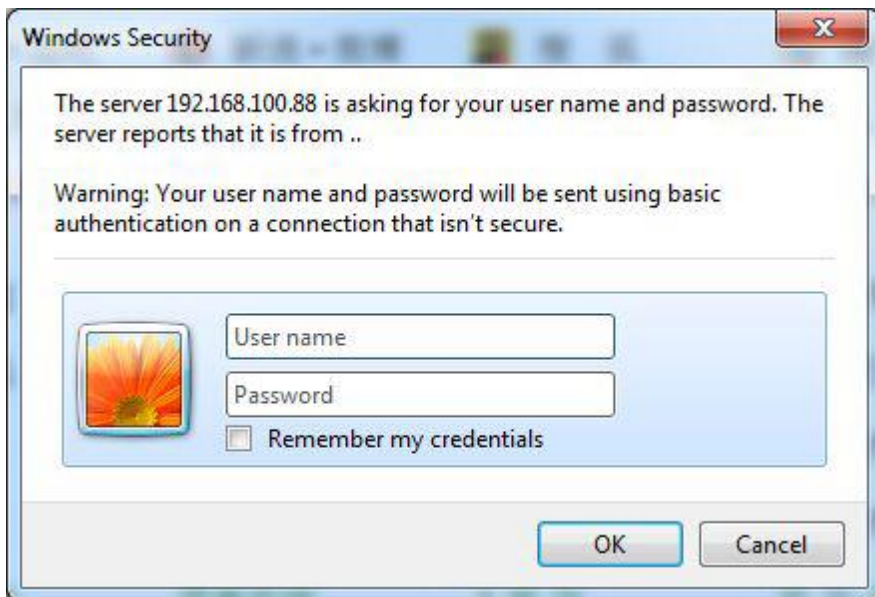 Windows Security
The server 192.168.100.88 is asking for your user name and password. The
server reports that it is from ..
Warning: Your user name and password will be sent using basic
authentication on a connection that isn't secure.
User name
Password
Remember my credentials
OK
Cancel